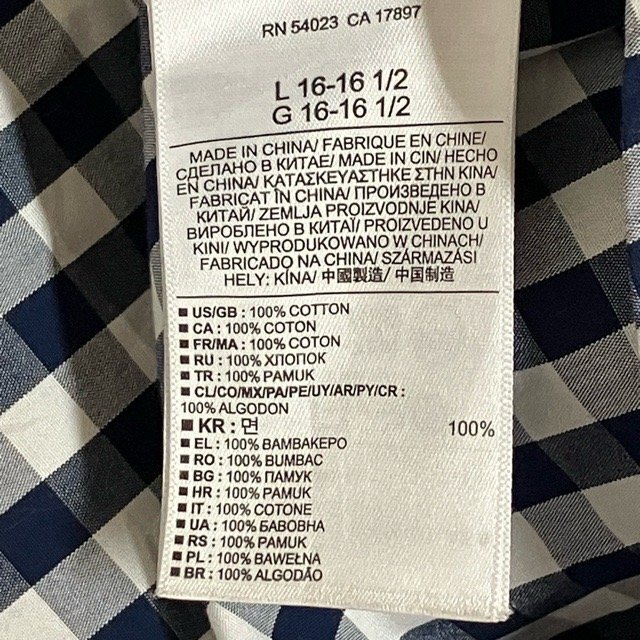 RN 54023 CA 17897
L 16-16 1/2
G 16-16 1/2
MADE IN CHINA/ FABRIQUE EN CHINE/
СДЕЛАНО В КИТАЕ/ MADE IN CIN/ HECHO
EN CHINA/ ΚΑΤΑΣΚΕΥΑΣΤΗΚΕ ΣΤΗΝ ΚΙΝΑ/
FABRICAT ÎN CHINA/ ПРОИЗВЕДЕНО В
КИТАЙ/ ZEMLJA PROIZVODNJE KINA/
ВИРОБЛЕНО В КИТАЇ/ PROIZVEDENO U
KINI/ WYPRODUKOWANO W CHINACH/
FABRICADO NA CHINA/ SZÁRMAZÁSI
HELY: KÍNA/ 中國製造/ 中国制造
US/GB : 100% COTTON
CA : 100% COTON
FR/MA : 100% COTON
RU : 100% ХЛОПОК
TR : 100% PAMUK
CL/CO/MX/PA/PE/UY/AR/PY/CR :
100% ALGODON
KR : 면 100%
EL : 100% ΒΑΜΒΑΚΕΡΟ
RO : 100% BUMBAC
BG : 100% ПАМУК
HR : 100% PAMUK
IT : 100% COTONE
UA : 100% БАВОВНА
RS : 100% PAMUK
PL : 100% BAWEŁNA
BR : 100% ALGODÃO